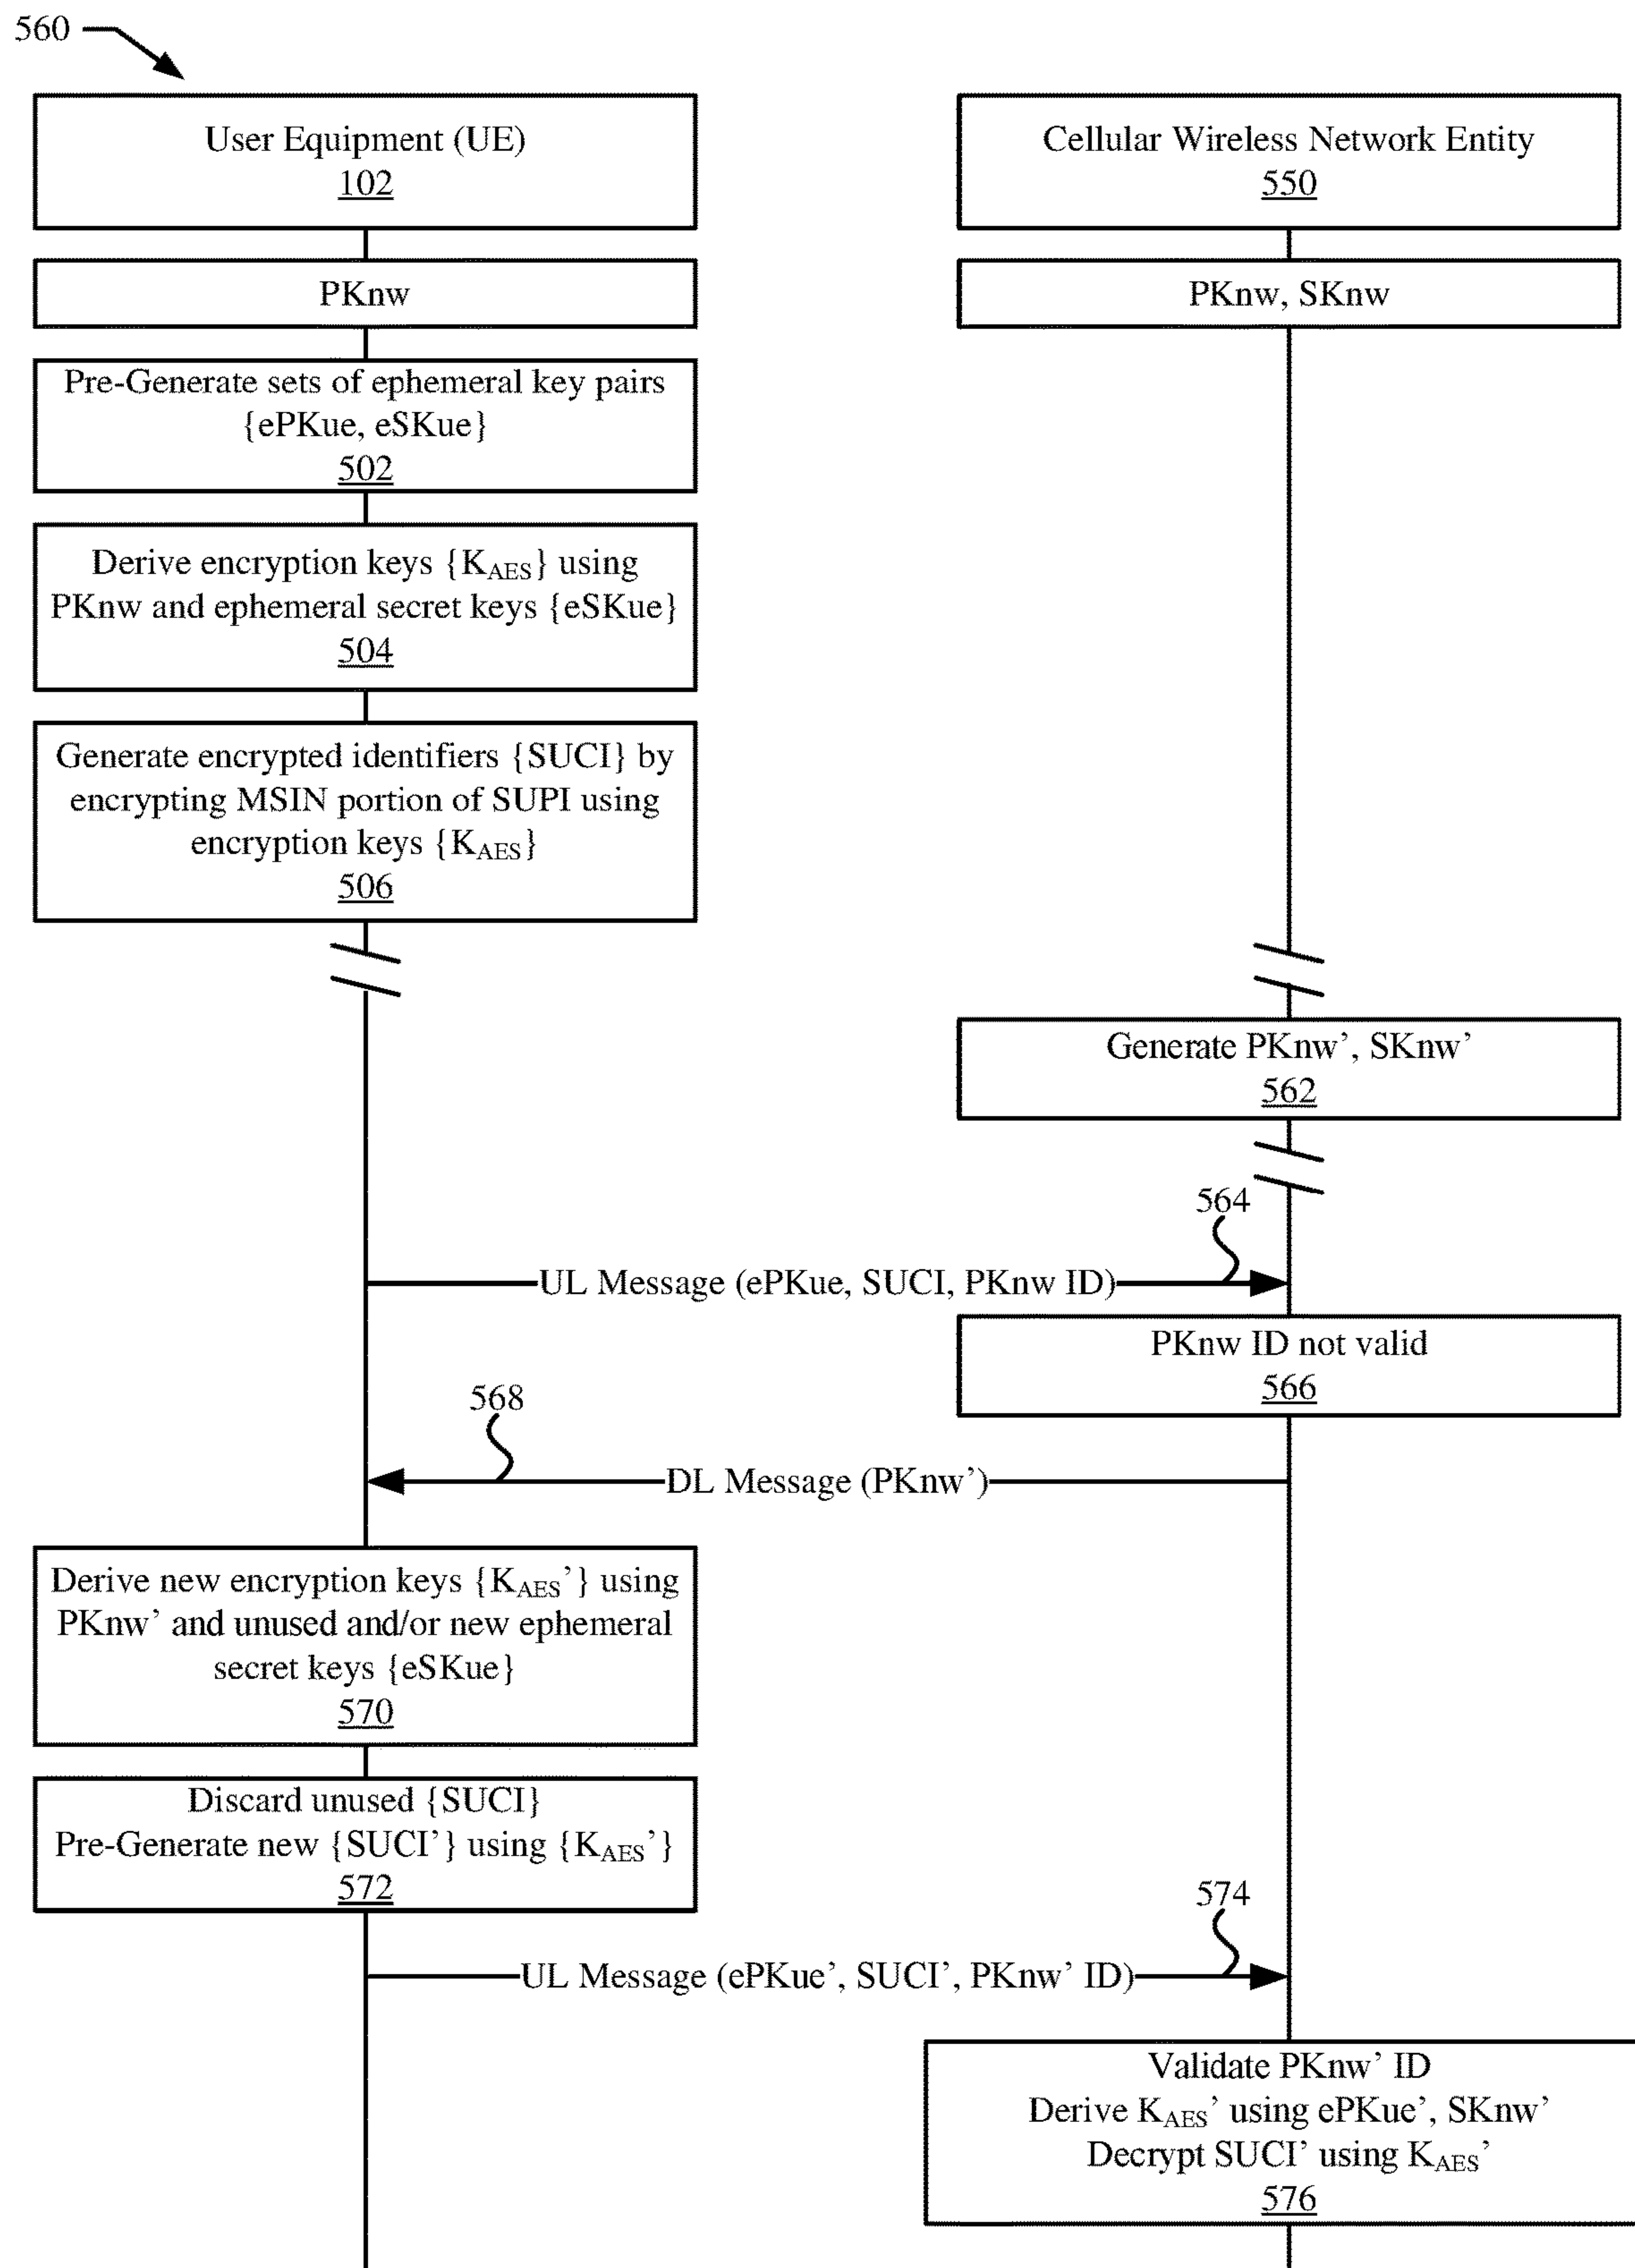 560
User Equipment (UE)
102
Cellular Wireless Network Entity
550
PKnw
PKnw, SKnw
Pre-Generate sets of ephemeral key pairs
{ePKue, eSKue}
502
Derive encryption keys {KAES} using
PKnw and ephemeral secret keys {eSKue}
504
Generate encrypted identifiers {SUCI} by
encrypting MSIN portion of SUPI using
encryption keys {KAES}
506
Generate PKnw’, SKnw’
562
564
UL Message (ePKue, SUCI, PKnw ID)
PKnw ID not valid
566
568
DL Message (PKnw’)
Derive new encryption keys {KAES’} using
PKnw’ and unused and/or new ephemeral
secret keys {eSKue}
570
Discard unused {SUCI}
Pre-Generate new {SUCI’} using {KAES’}
572
574
UL Message (ePKue’, SUCI’, PKnw’ ID)
Validate PKnw’ ID
Derive KAES’ using ePKue’, SKnw’
Decrypt SUCI’ using KAES’
576